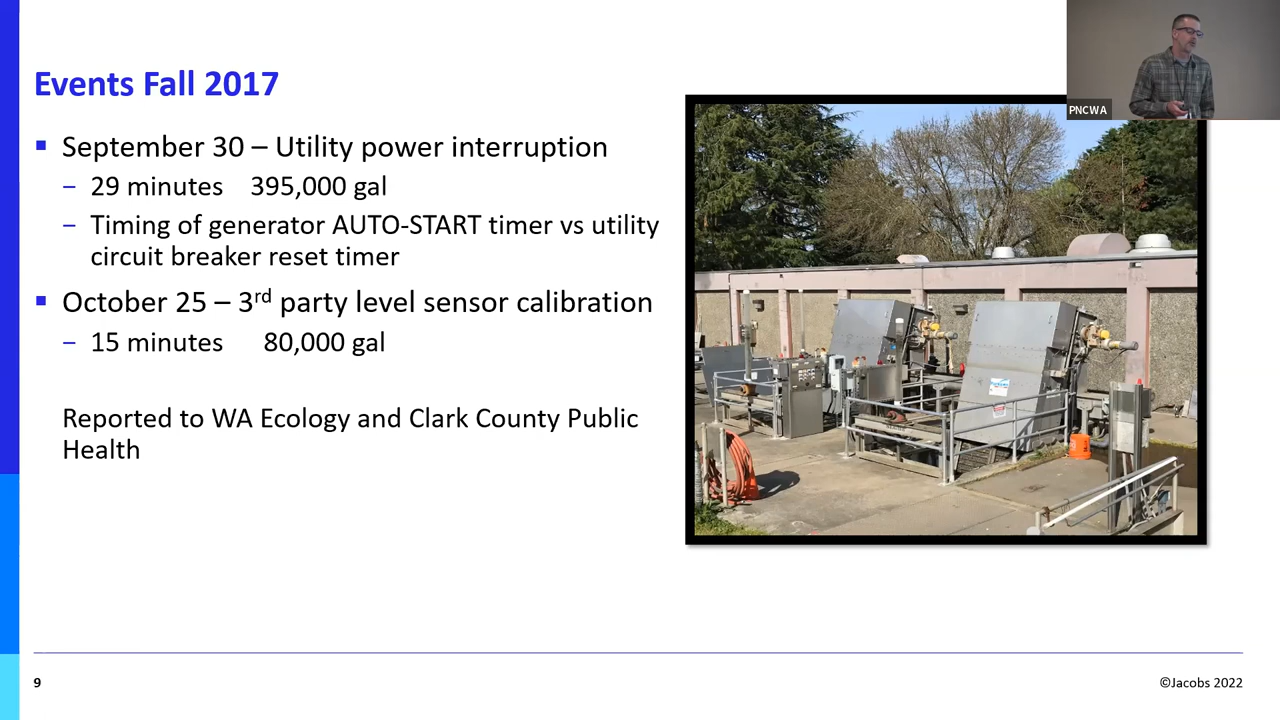 PNCWA
Events Fall 2017
▪ September 30 – Utility power interruption
– 29 minutes 395,000 gal
– Timing of generator AUTO-START timer vs utility
circuit breaker reset timer
▪ October 25 – 3rd party level sensor calibration
– 15 minutes 80,000 gal
Reported to WA Ecology and Clark County Public
Health
9
©Jacobs 2022